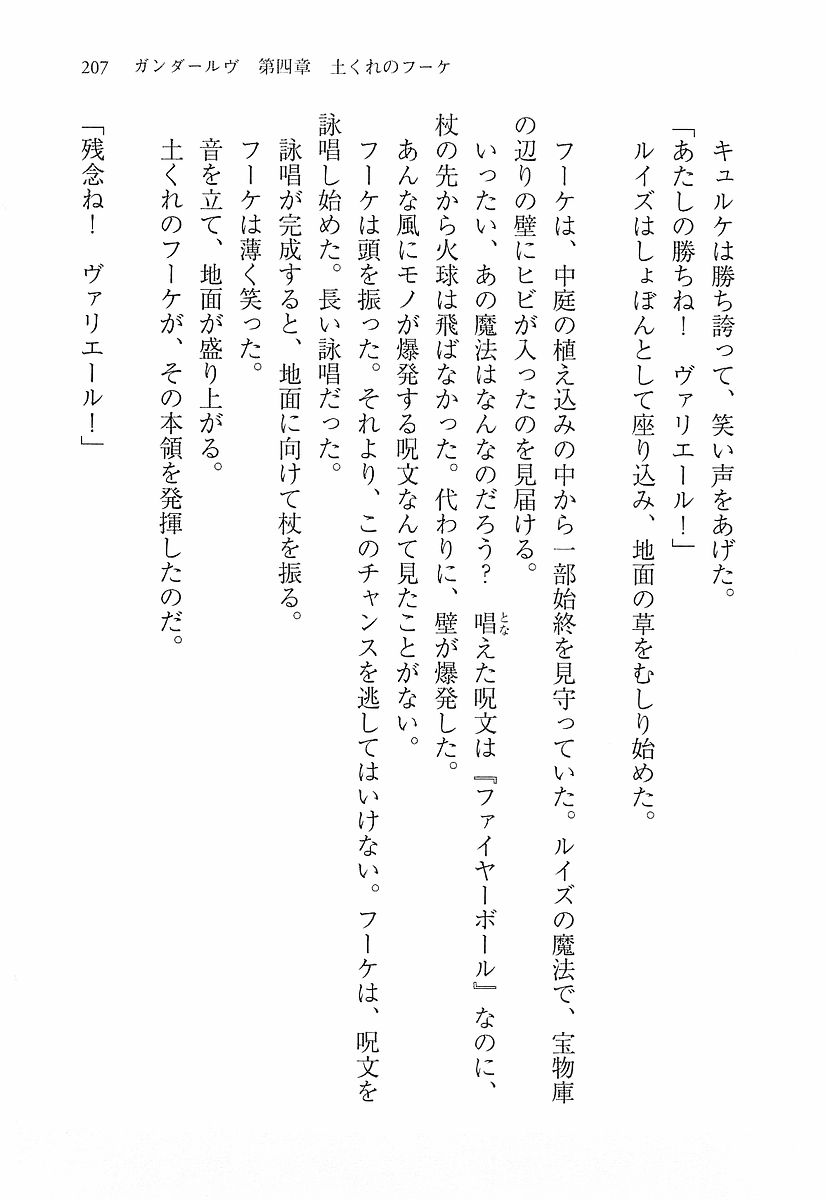 207　ガンダールヴ　第四章　土くれのフーケ
　キュルケは勝ち誇って、笑い声をあげた。
「あたしの勝ちね！　ヴァリエール！」
　ルイズはしょぼんとして座り込み、地面の草をむしり始めた。
　フーケは、中庭の植え込みの中から一部始終を見守っていた。ルイズの魔法で、宝物庫
の辺りの壁にヒビが入ったのを見届ける。
　いったい、あの魔法はなんなのだろう？　唱えた呪文は『ファイヤーボール』なのに、
杖の先から火球は飛ばなかった。代わりに、壁が爆発した。
　あんな風にモノが爆発する呪文なんて見たことがない。
　フーケは頭を振った。それより、このチャンスを逃してはいけない。フーケは、呪文を
詠唱し始めた。長い詠唱だった。
　詠唱が完成すると、地面に向けて杖を振る。
　フーケは薄く笑った。
　音を立て、地面が盛り上がる。
　土くれのフーケが、その本領を発揮したのだ。
「残念ね！　ヴァリエール！」